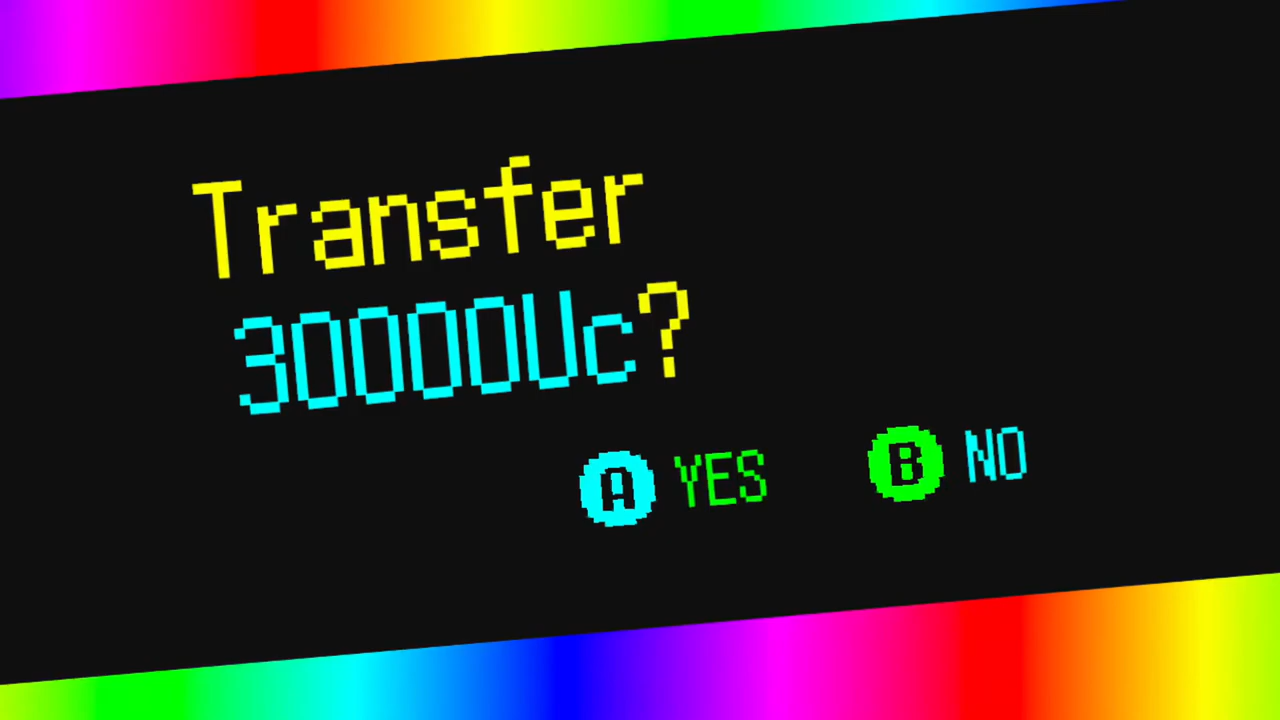 Transfer
30000Uc?
A YES B NO